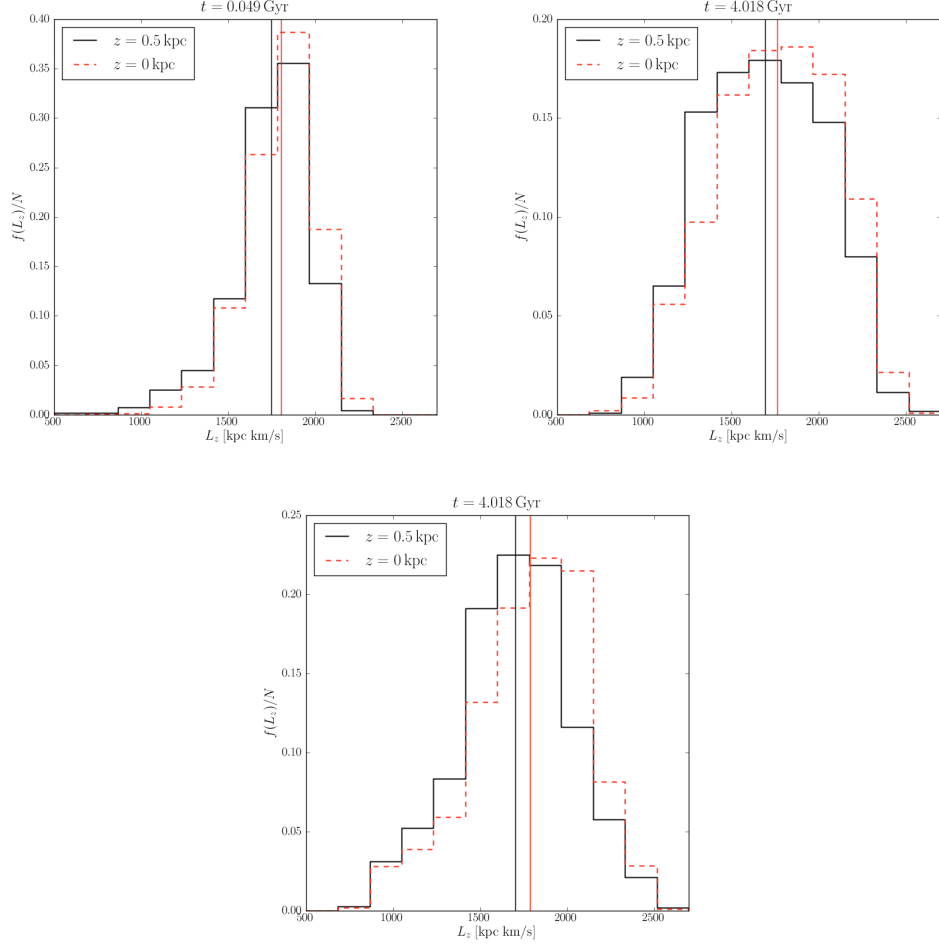 t = 0.049 Gyr
z = 0.5 kpc
z = 0 kpc
0.40
0.35
0.30
0.25
0.20
0.15
0.10
0.05
0.00
f(L_z)/N
500 1000 1500 2000 2500
L_z [kpc km/s]
t = 4.018 Gyr
z = 0.5 kpc
z = 0 kpc
0.20
0.15
0.10
0.05
0.00
f(L_z)/N
500 1000 1500 2000 2500
L_z [kpc km/s]
t = 4.018 Gyr
z = 0.5 kpc
z = 0 kpc
0.25
0.20
0.15
0.10
0.05
0.00
f(L_z)/N
500 1000 1500 2000 2500
L_z [kpc km/s]